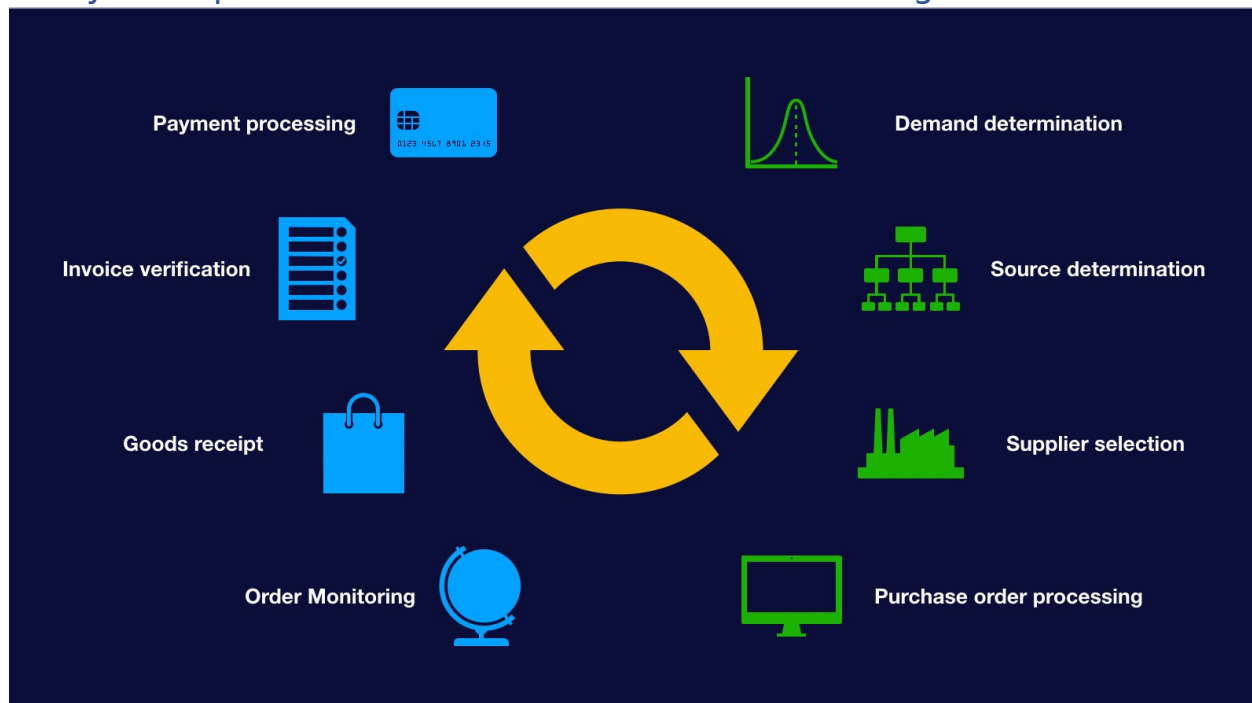 Payment processing
Demand determination
0123 4567 8901 2315
Invoice verification
Source determination
Goods receipt
Supplier selection
Order Monitoring
Purchase order processing